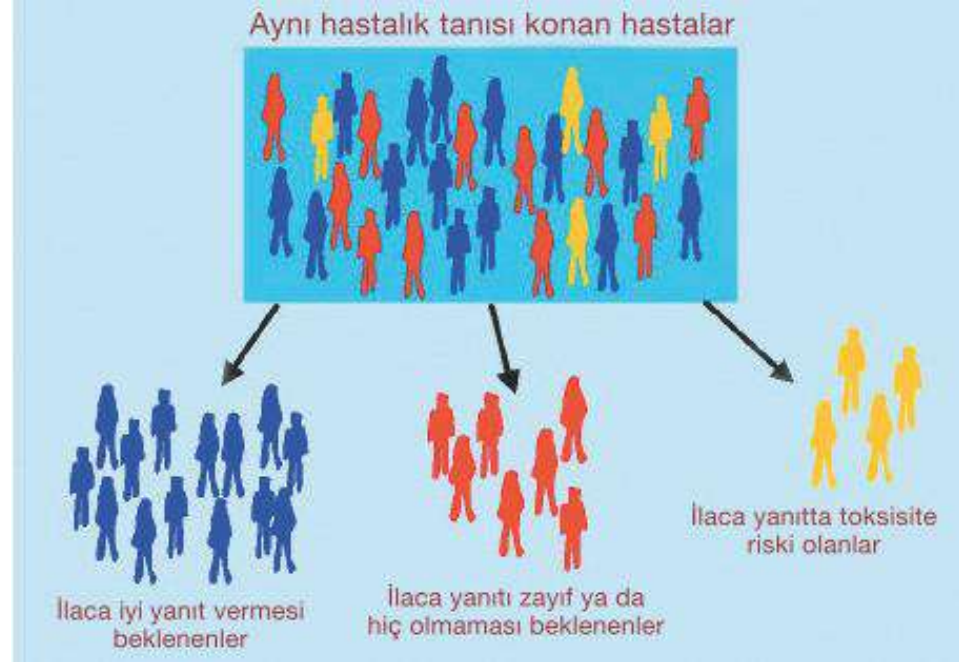 Aynı hastalık tanısı konan hastalar
İlaca iyi yanıt vermesi
beklenenler
İlaca yanıtı zayıf ya da
hiç olmaması beklenenler
İlaca yanıtta toksisite
riski olanlar